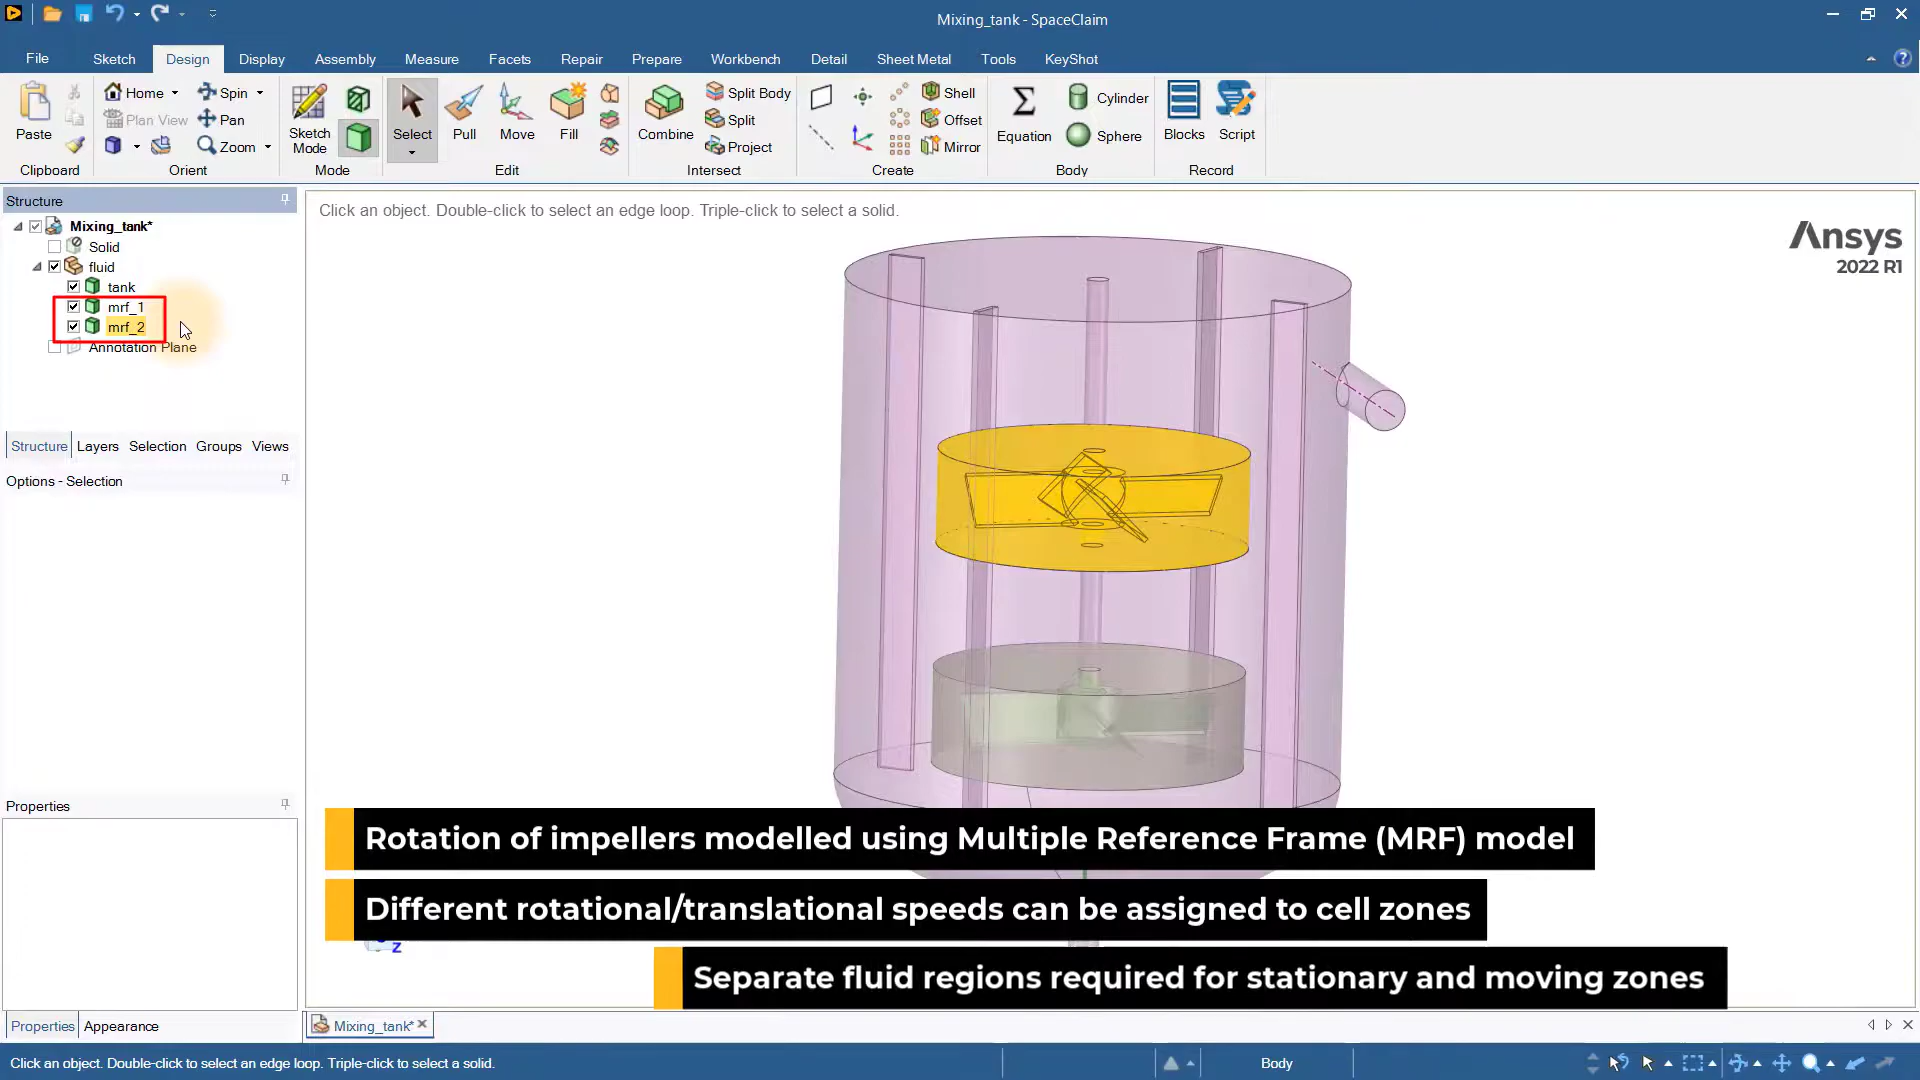 Mixing_tank - SpaceClaim
File Sketch Design Display Assembly Measure Facets Repair Prepare Workbench Detail Sheet Metal Tools KeyShot
Paste
Clipboard
Home Spin
Plan View Pan
Zoom
Orient
Sketch
Mode
Mode
Select Pull Move Fill
Edit
Combine
Split Body
Split
Project
Intersect
Shell
Offset
Mirror
Create
Equation
Cylinder
Sphere
Body
Blocks Script
Record
Structure
Mixing_tank*
Solid
fluid
tank
mrf_1
mrf_2
Annotation Plane
Structure Layers Selection Groups Views
Options - Selection
Properties
Properties Appearance
Click an object. Double-click to select an edge loop. Triple-click to select a solid.
Ansys
2022 R1
Rotation of impellers modelled using Multiple Reference Frame (MRF) model
Different rotational/translational speeds can be assigned to cell zones
Z
Separate fluid regions required for stationary and moving zones
Mixing_tank*
Click an object. Double-click to select an edge loop. Triple-click to select a solid.
Body